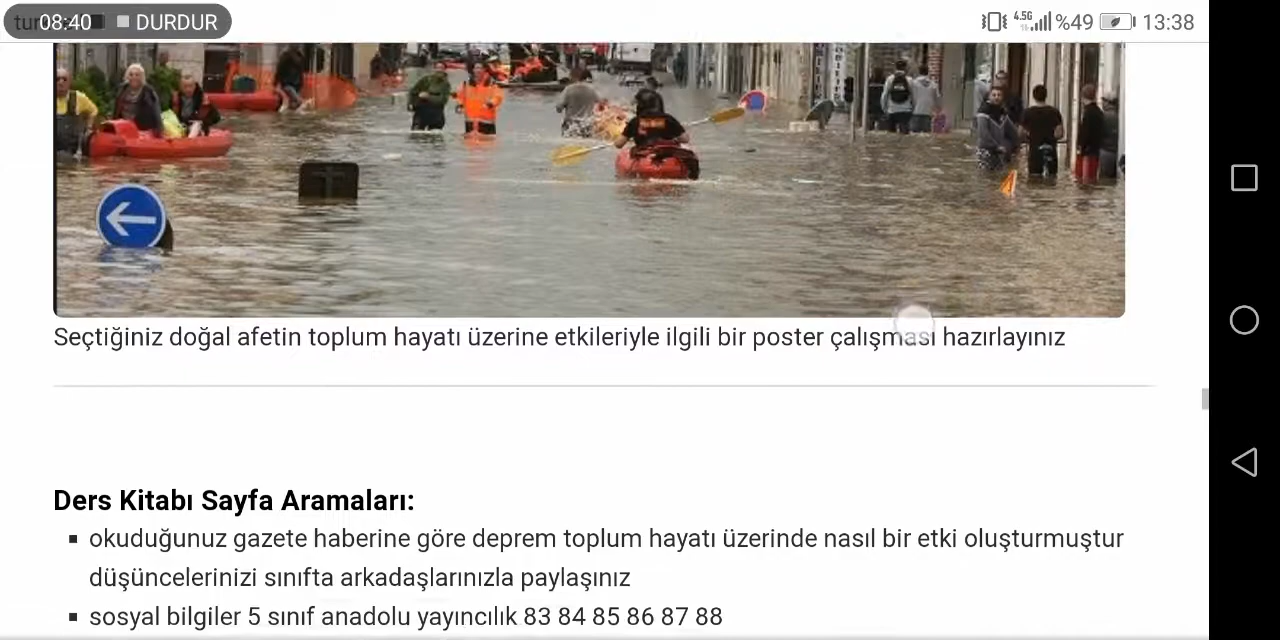 08:40 DURDUR 4.5G %49 13:38
Seçtiğiniz doğal afetin toplum hayatı üzerine etkileriyle ilgili bir poster çalışması hazırlayınız
Ders Kitabı Sayfa Aramaları:
▪ okuduğunuz gazete haberine göre deprem toplum hayatı üzerinde nasıl bir etki oluşturmuştur
düşüncelerinizi sınıfta arkadaşlarınızla paylaşınız
▪ sosyal bilgiler 5 sınıf anadolu yayıncılık 83 84 85 86 87 88